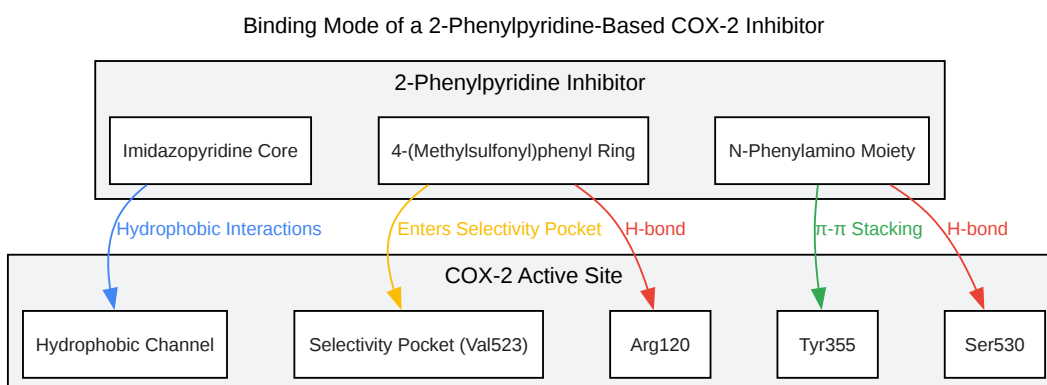 Binding Mode of a 2-Phenylpyridine-Based COX-2 Inhibitor
2-Phenylpyridine Inhibitor
Imidazopyridine Core
4-(Methylsulfonyl)phenyl Ring
N-Phenylamino Moiety
Hydrophobic Interactions
Enters Selectivity Pocket
H-bond
π-π Stacking
H-bond
COX-2 Active Site
Hydrophobic Channel
Selectivity Pocket (Val523)
Arg120
Tyr355
Ser530